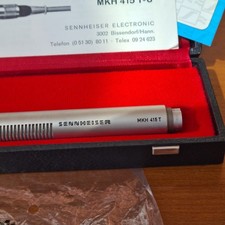 MKH 415 T-U
SENNHEISER ELECTRONIC
3002 Bissendorf/Hann.
Telefon (0 51 30) 80 11 · Telex 09 24 623
SENNHEISER MKH 415 T